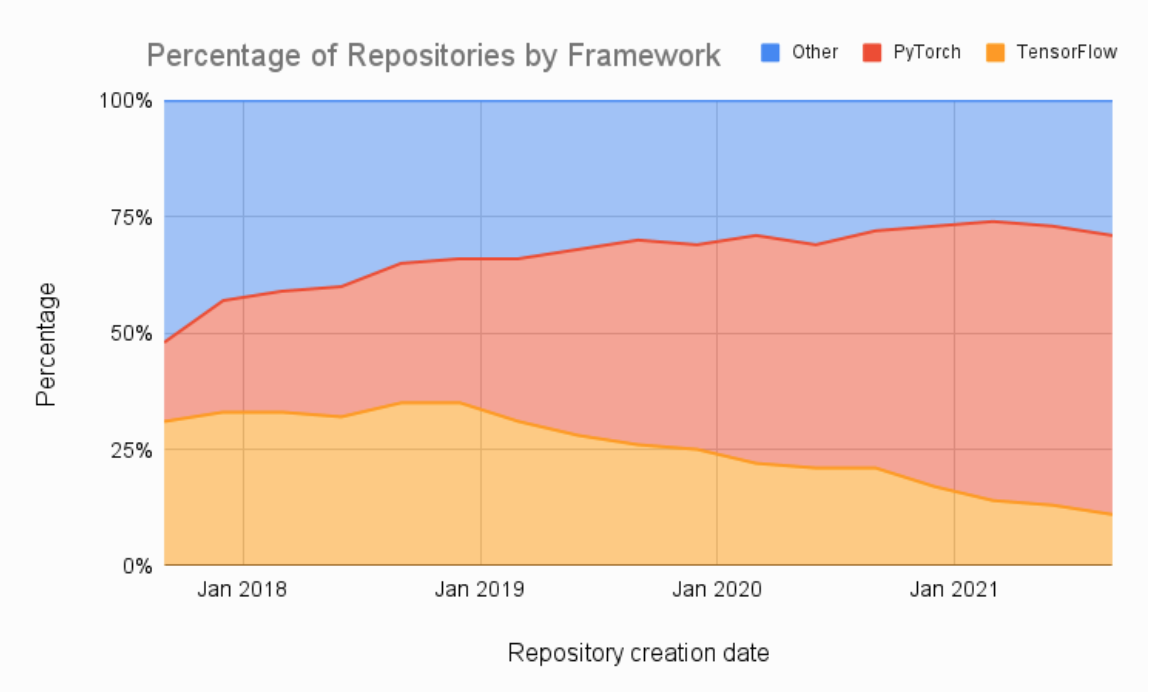 Percentage of Repositories by Framework
Other PyTorch TensorFlow
100%
75%
50%
25%
0%
Percentage
Jan 2018 Jan 2019 Jan 2020 Jan 2021
Repository creation date